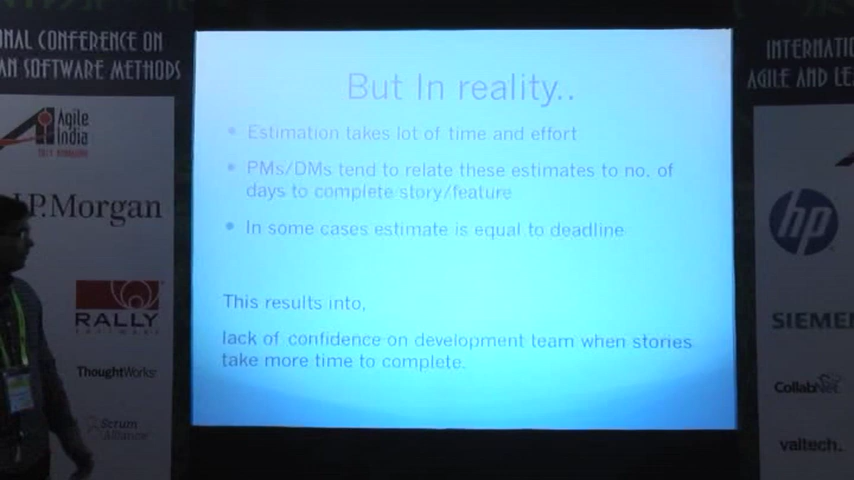 NAL CONFERENCE ON
AN SOFTWARE METHODS
Agile
India
J.P.Morgan
RALLY
ThoughtWorks
Scrum
Alliance
But In reality..
Estimation takes lot of time and effort
PMs/DMs tend to relate these estimates to no. of
days to complete story/feature
In some cases estimate is equal to deadline
This results into,
lack of confidence on development team when stories
take more time to complete.
INTERNATIO
AGILE AND LE
hp
SIEMEN
CollabNet
valtech.